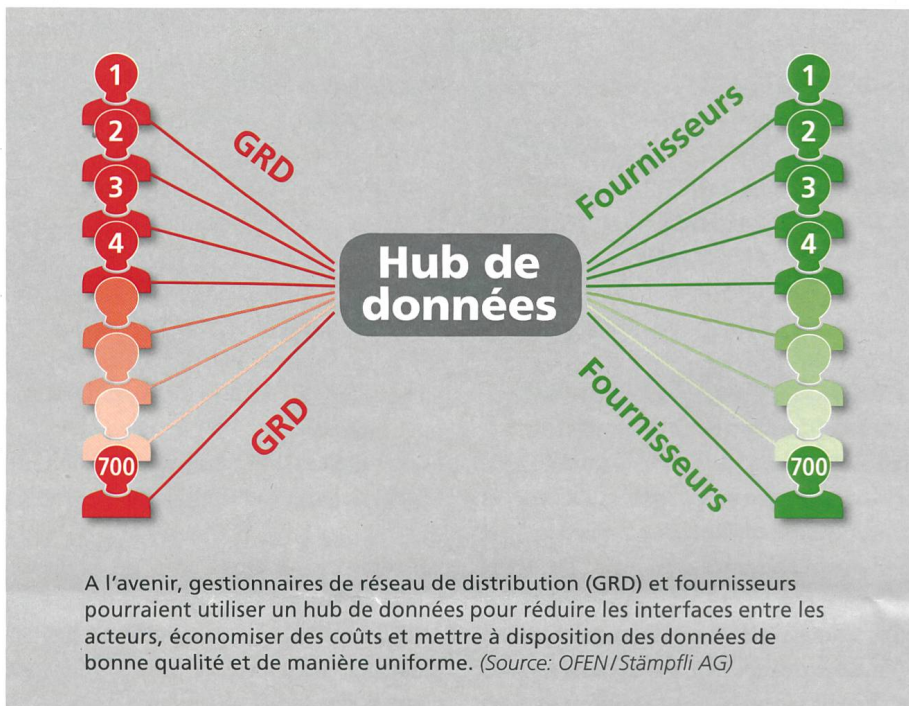 1
2
3
4
700
GRD
GRD
Hub de
données
Fournisseurs
Fournisseurs
1
2
3
4
700
A l'avenir, gestionnaires de réseau de distribution (GRD) et fournisseurs
pourraient utiliser un hub de données pour réduire les interfaces entre les
acteurs, économiser des coûts et mettre à disposition des données de
bonne qualité et de manière uniforme. (Source: OFEN/Stämpfli AG)